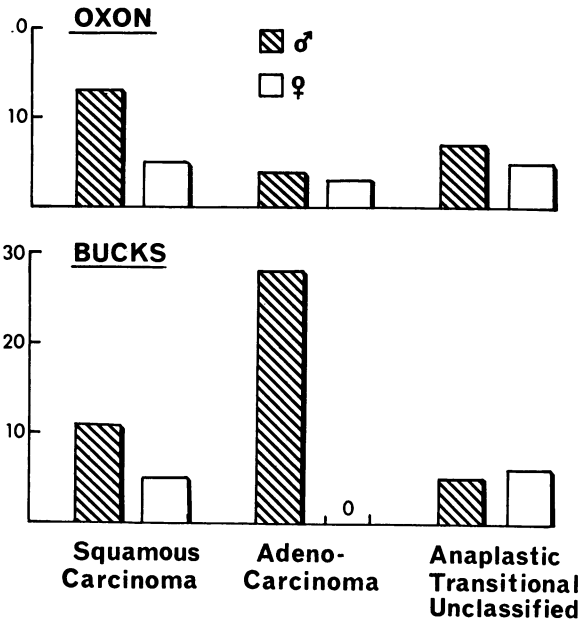 OXON
.0
♂
♀
10
BUCKS
30
20
10
0
Squamous
Carcinoma
Adeno-
Carcinoma
Anaplastic
Transitional
Unclassified